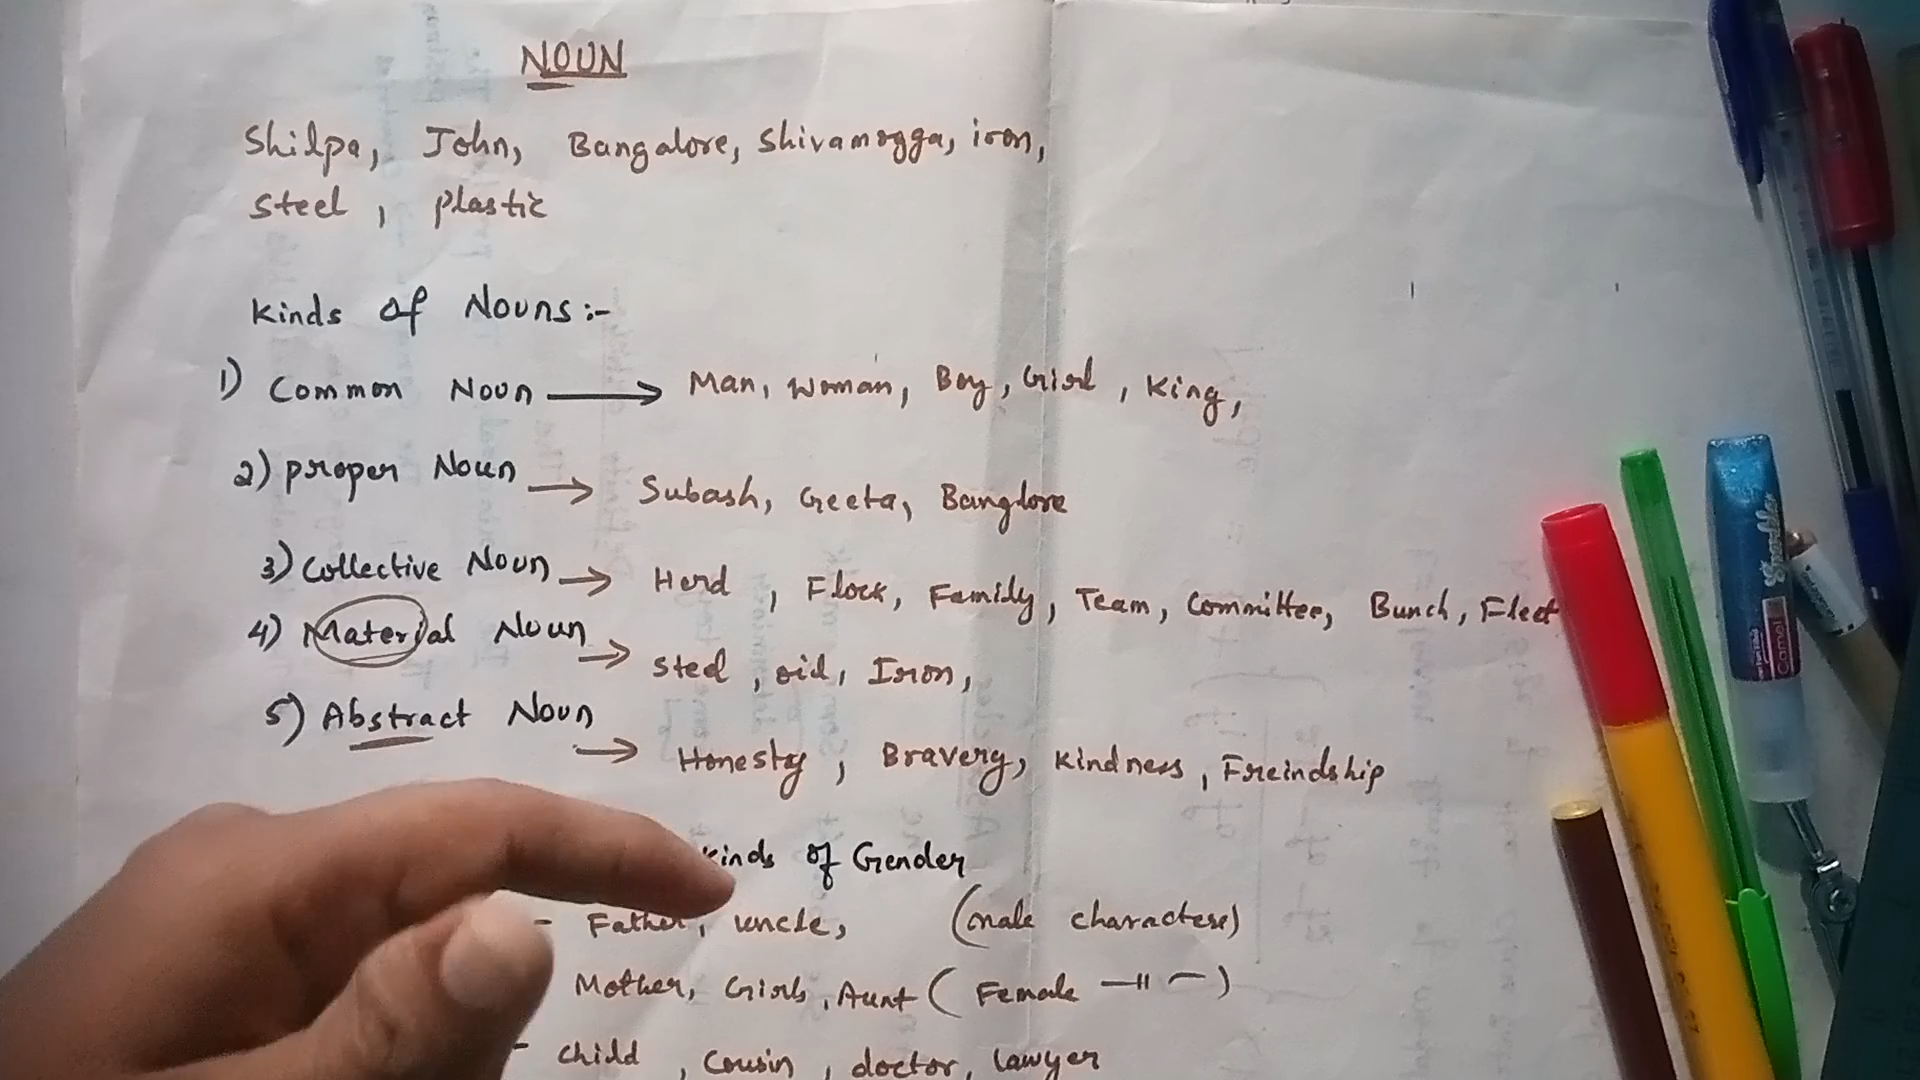 NOUN
Shilpa, John, Bangalore, Shivamogga, iron,
Steel, plastic
Kinds of Nouns:-
1) Common Noun → Man, Woman, Boy, Girl, King,
2) Proper Noun → Subash, Geeta, Banglore
3) Collective Noun → Herd, Flock, Family, Team, Committee, Bunch, Fleet
4) Material Noun → Steel, oil, Iron,
5) Abstract Noun → Honesty, Bravery, Kindness, Freindship
Kinds of Gender
- Father, uncle, (male characters)
Mother, Girls, Aunt (Female -11-)
- Child, Cousin, doctor, lawyer
Sparkle
Camel